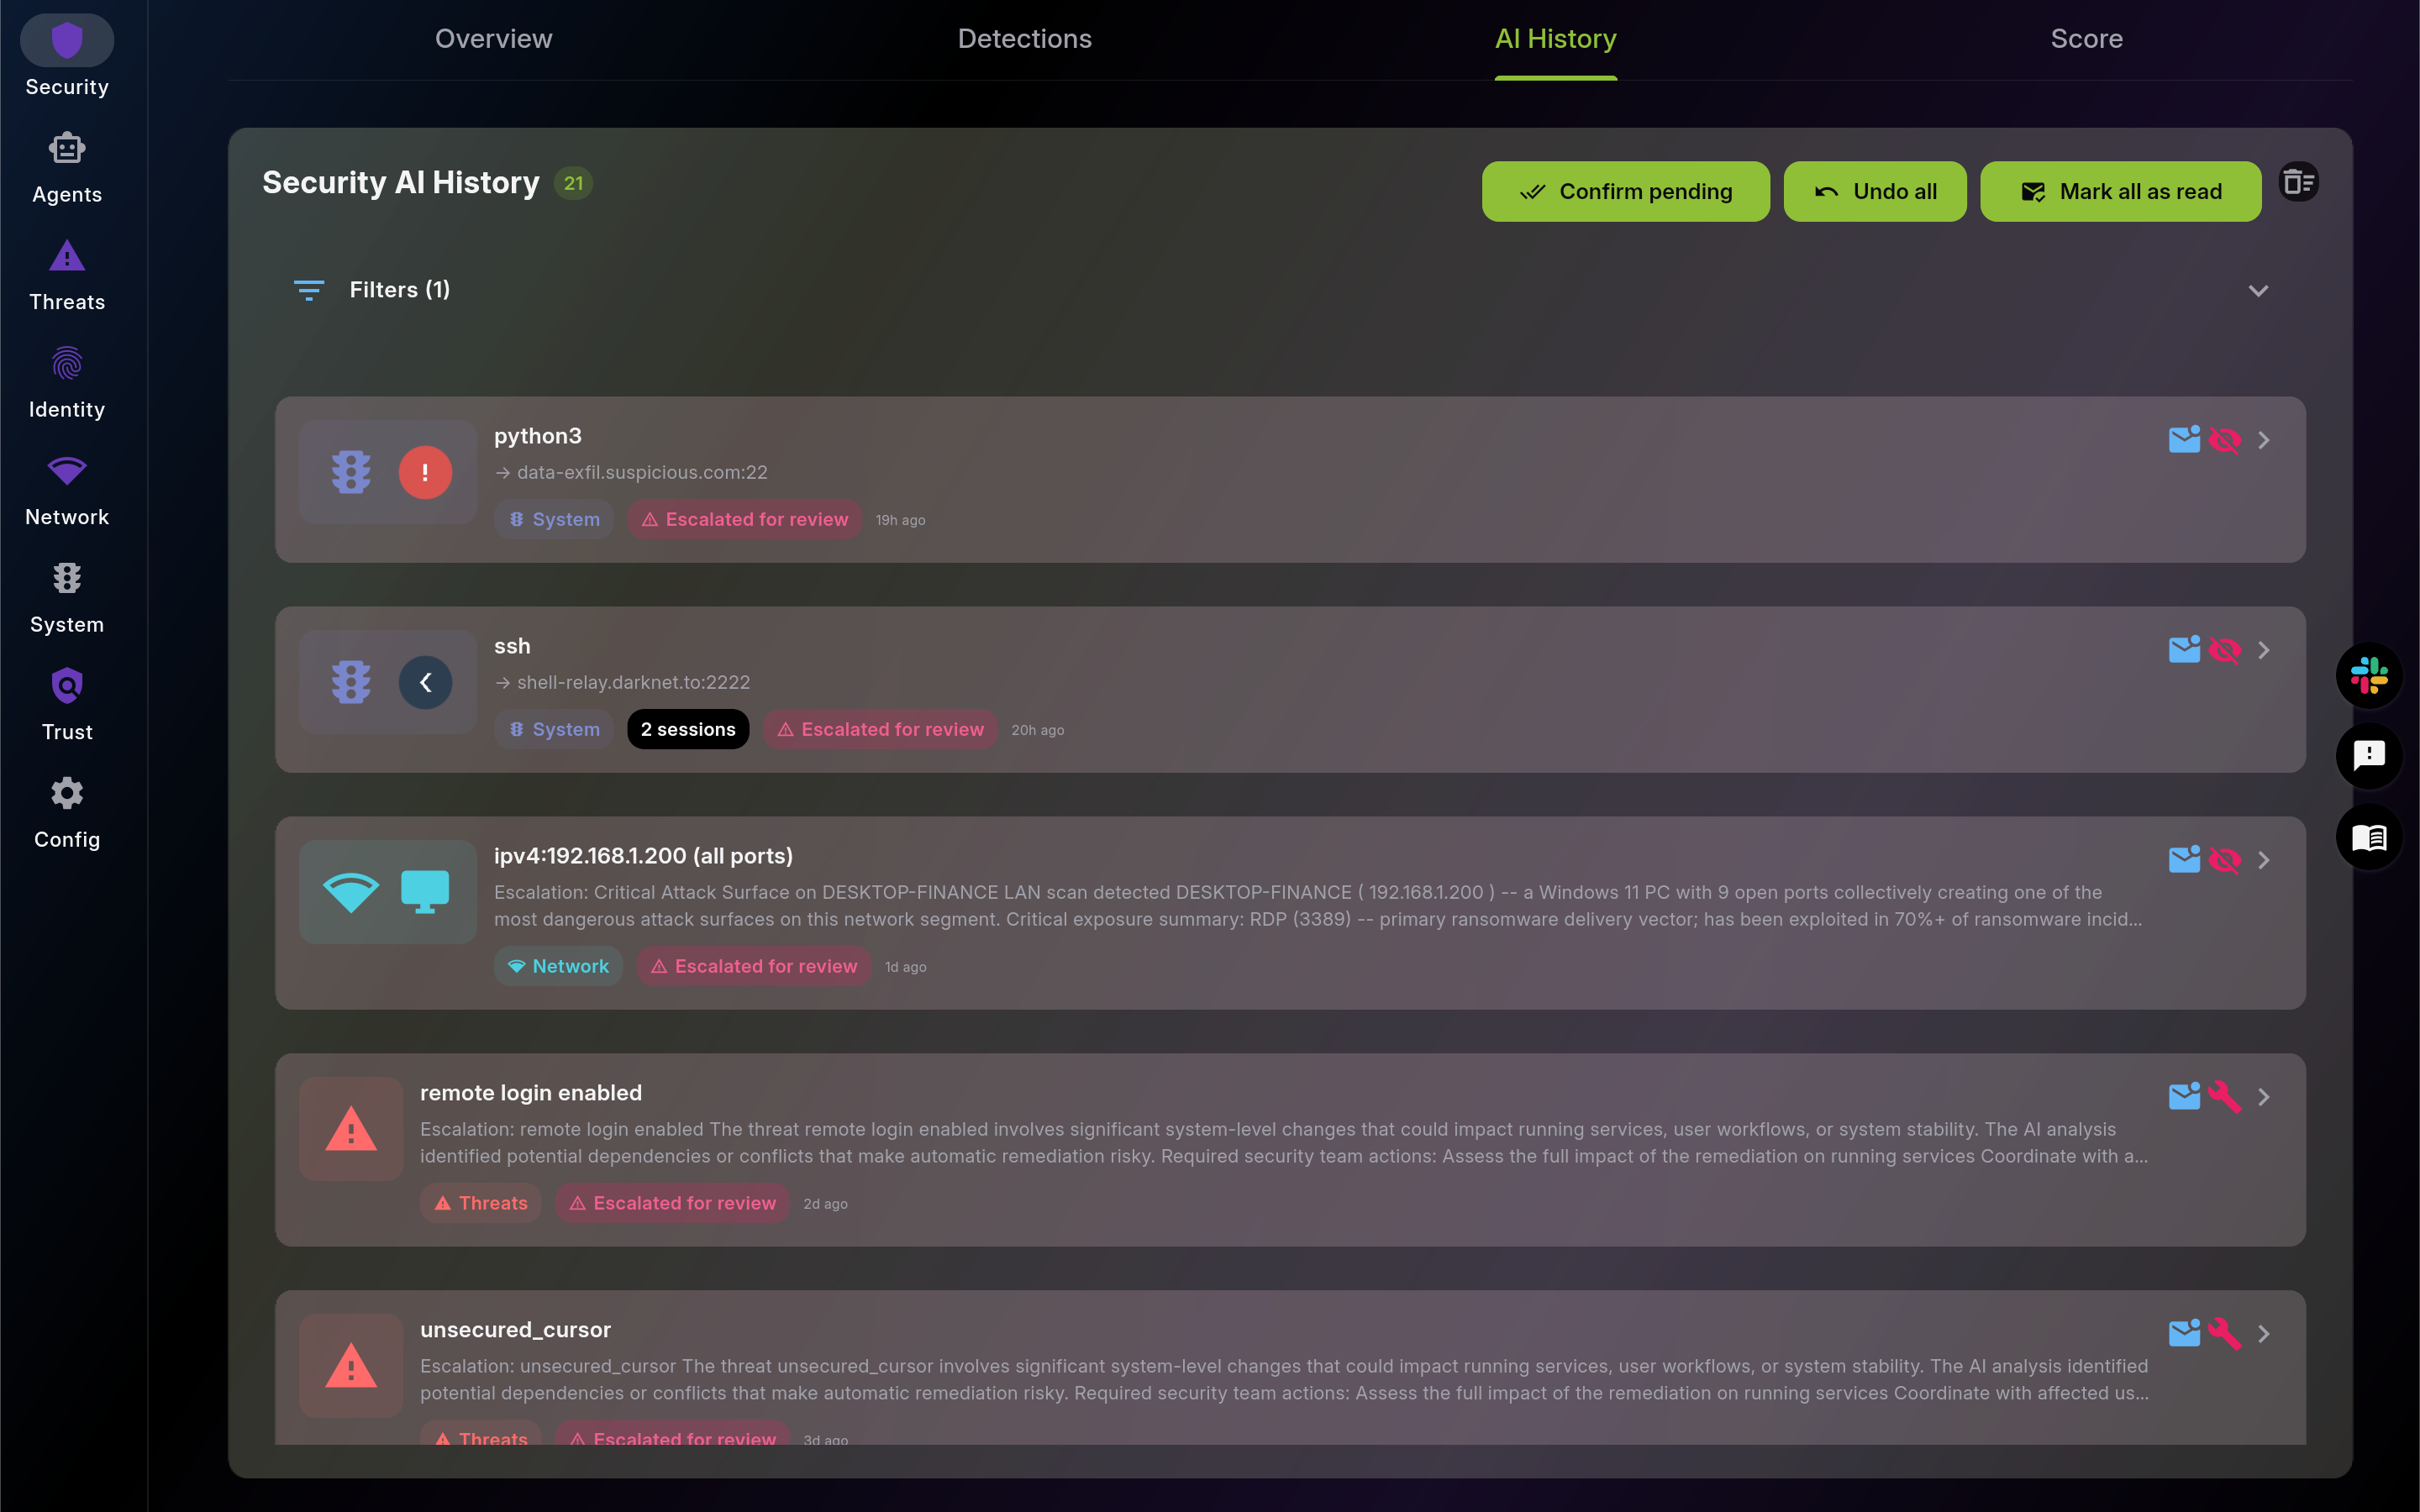 Overview
Detections
AI History
Score
Security
Agents
Threats
Identity
Network
System
Trust
Config
Security AI History 21
Confirm pending
Undo all
Mark all as read
Filters (1)
python3
→ data-exfil.suspicious.com:22
System
Escalated for review
19h ago
ssh
→ shell-relay.darknet.to:2222
System
2 sessions
Escalated for review
20h ago
ipv4:192.168.1.200 (all ports)
Escalation: Critical Attack Surface on DESKTOP-FINANCE LAN scan detected DESKTOP-FINANCE ( 192.168.1.200 ) -- a Windows 11 PC with 9 open ports collectively creating one of the
most dangerous attack surfaces on this network segment. Critical exposure summary: RDP (3389) -- primary ransomware delivery vector; has been exploited in 70%+ of ransomware incid...
Network
Escalated for review
1d ago
remote login enabled
Escalation: remote login enabled The threat remote login enabled involves significant system-level changes that could impact running services, user workflows, or system stability. The AI analysis
identified potential dependencies or conflicts that make automatic remediation risky. Required security team actions: Assess the full impact of the remediation on running services Coordinate with a...
Threats
Escalated for review
2d ago
unsecured_cursor
Escalation: unsecured_cursor The threat unsecured_cursor involves significant system-level changes that could impact running services, user workflows, or system stability. The AI analysis identified
potential dependencies or conflicts that make automatic remediation risky. Required security team actions: Assess the full impact of the remediation on running services Coordinate with affected us...
Threats
Escalated for review
3d ago